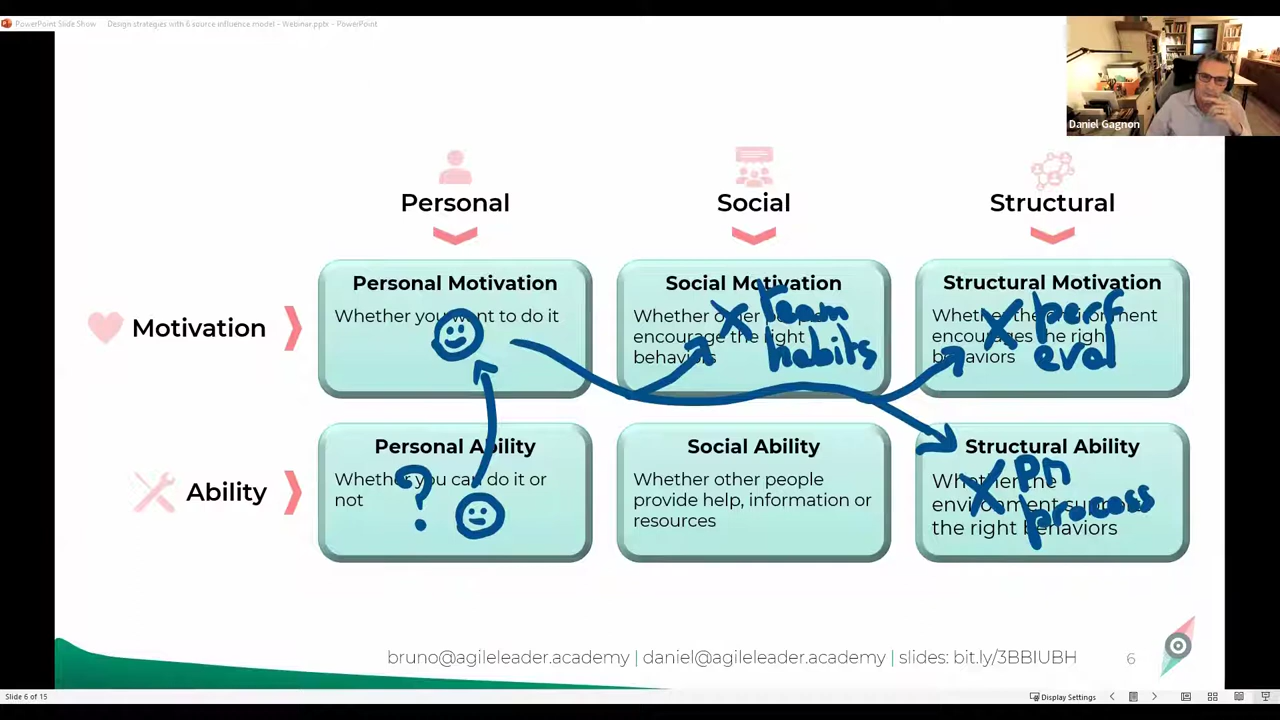 PowerPoint Slide Show Design strategies with 6 source influence model - Webinar.pptx - PowerPoint
Daniel Gagnon
Personal
Social
Structural
Motivation
Personal Motivation
Whether you want to do it
Social Motivation
Whether other people
encourage the right
behaviors
X team
habits
Structural Motivation
Whether the environment
encourages the right
behaviors
X perf
eval
Ability
Personal Ability
Whether you can do it or
not
?
Social Ability
Whether other people
provide help, information or
resources
Structural Ability
Whether the
environment supports
the right behaviors
X pn
process
bruno@agileleader.academy | daniel@agileleader.academy | slides: bit.ly/3BBIUBH
6
Slide 6 of 15
Display Settings